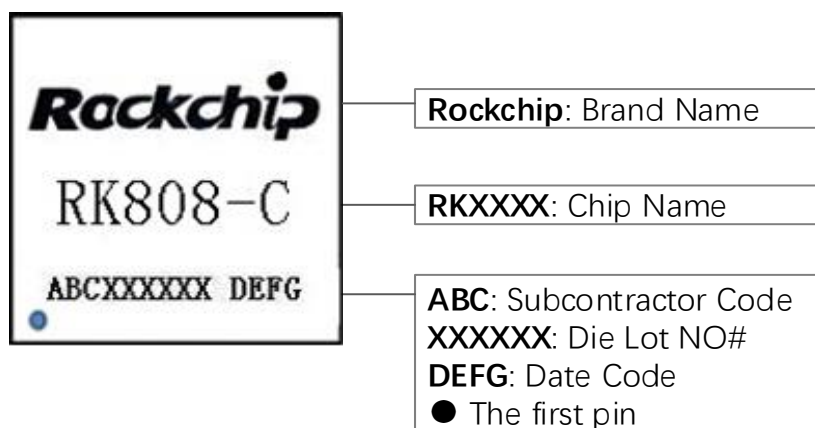 Rockchip
RK808-C
ABCXXXXXX DEFG
Rockchip: Brand Name
RKXXXX: Chip Name
ABC: Subcontractor Code
XXXXXX: Die Lot NO#
DEFG: Date Code
● The first pin